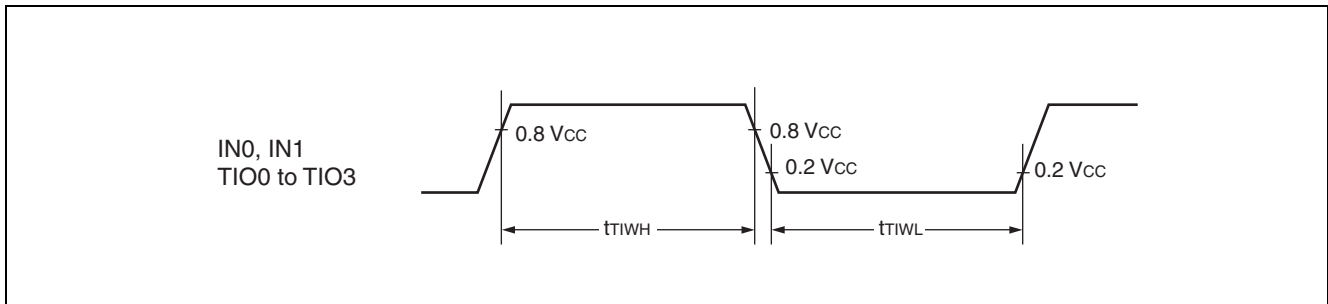 IN0, IN1
TIO0 to TIO3
0.8 VCC
0.8 VCC
0.2 VCC
0.2 VCC
tTIWH
tTIWL